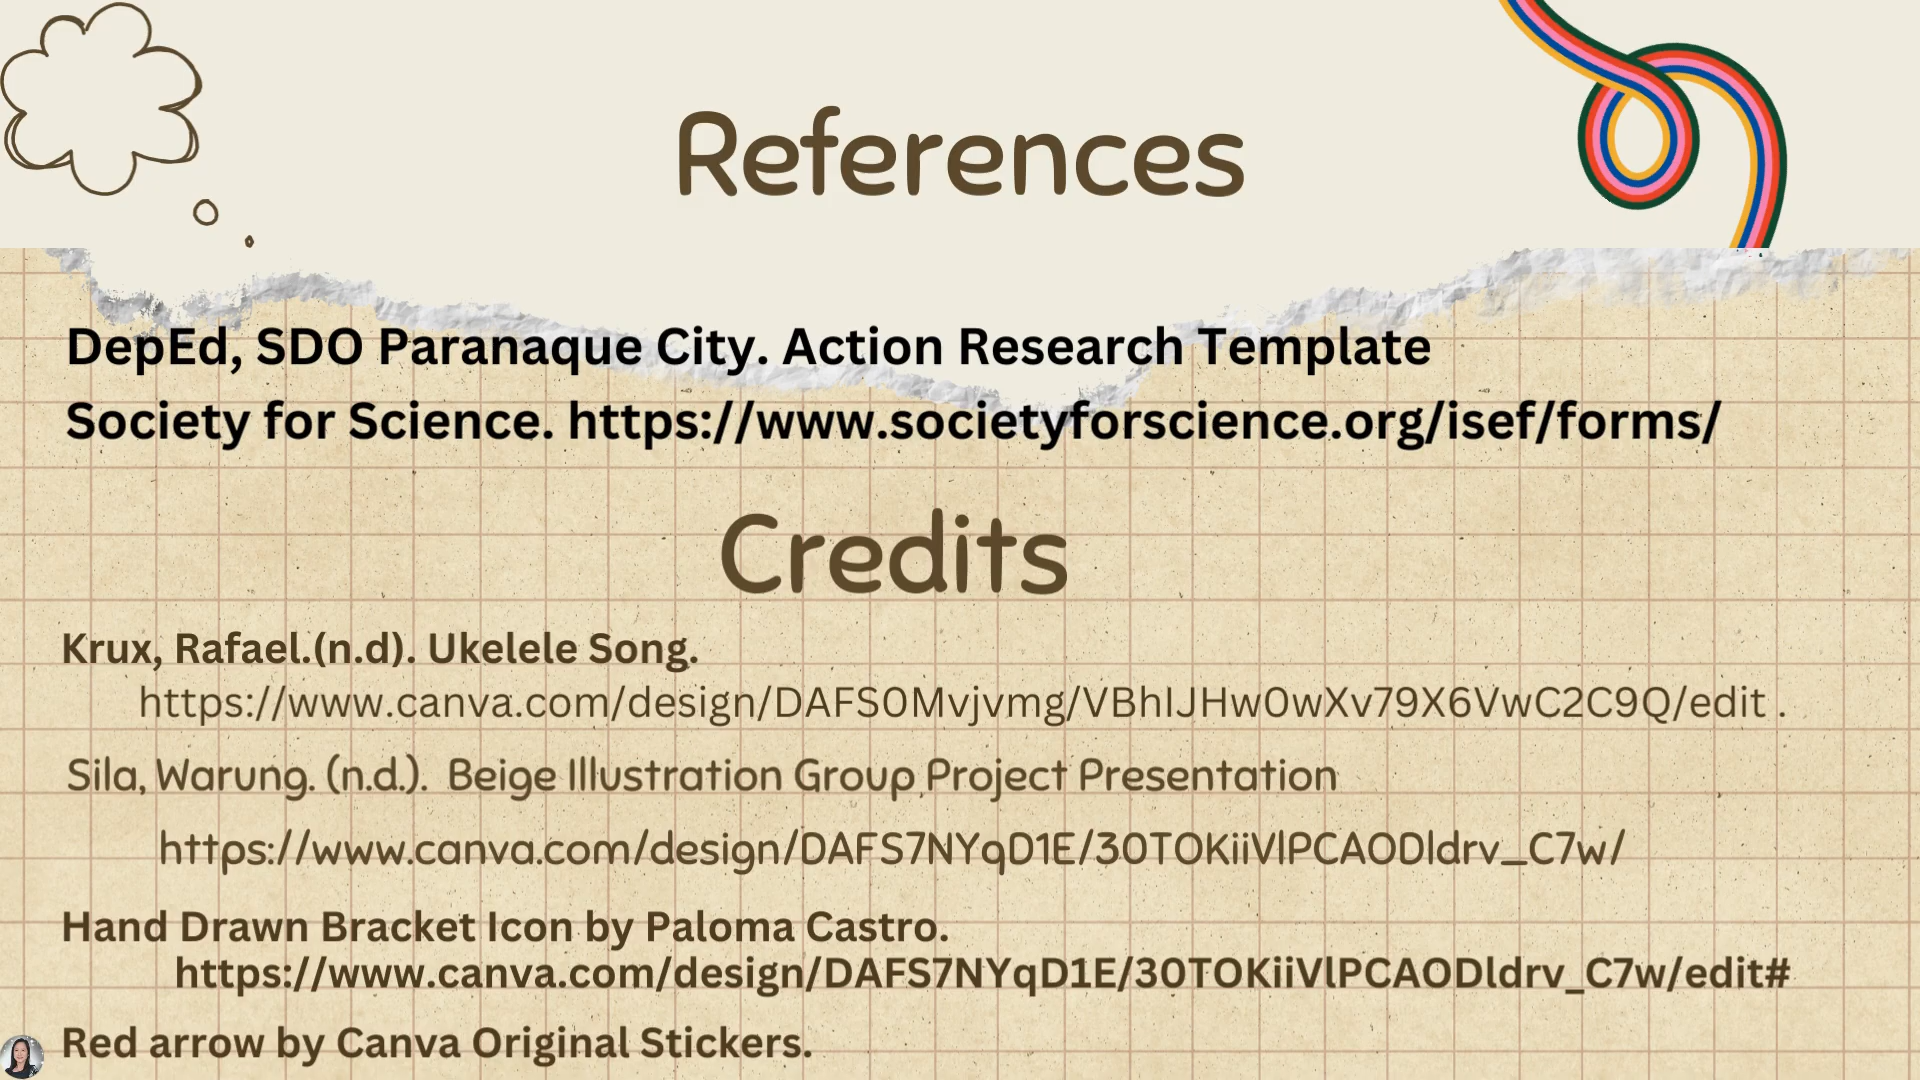 References
DepEd, SDO Paranaque City. Action Research Template
Society for Science. https://www.societyforscience.org/isef/forms/
Credits
Krux, Rafael.(n.d). Ukelele Song.
https://www.canva.com/design/DAFS0Mvjvmg/VBhIJHw0wXv79X6VwC2C9Q/edit .
Sila, Warung. (n.d.). Beige Illustration Group Project Presentation
https://www.canva.com/design/DAFS7NYqD1E/30TOKiiVlPCAODldrv_C7w/
Hand Drawn Bracket Icon by Paloma Castro.
https://www.canva.com/design/DAFS7NYqD1E/30TOKiiVlPCAODldrv_C7w/edit#
Red arrow by Canva Original Stickers.